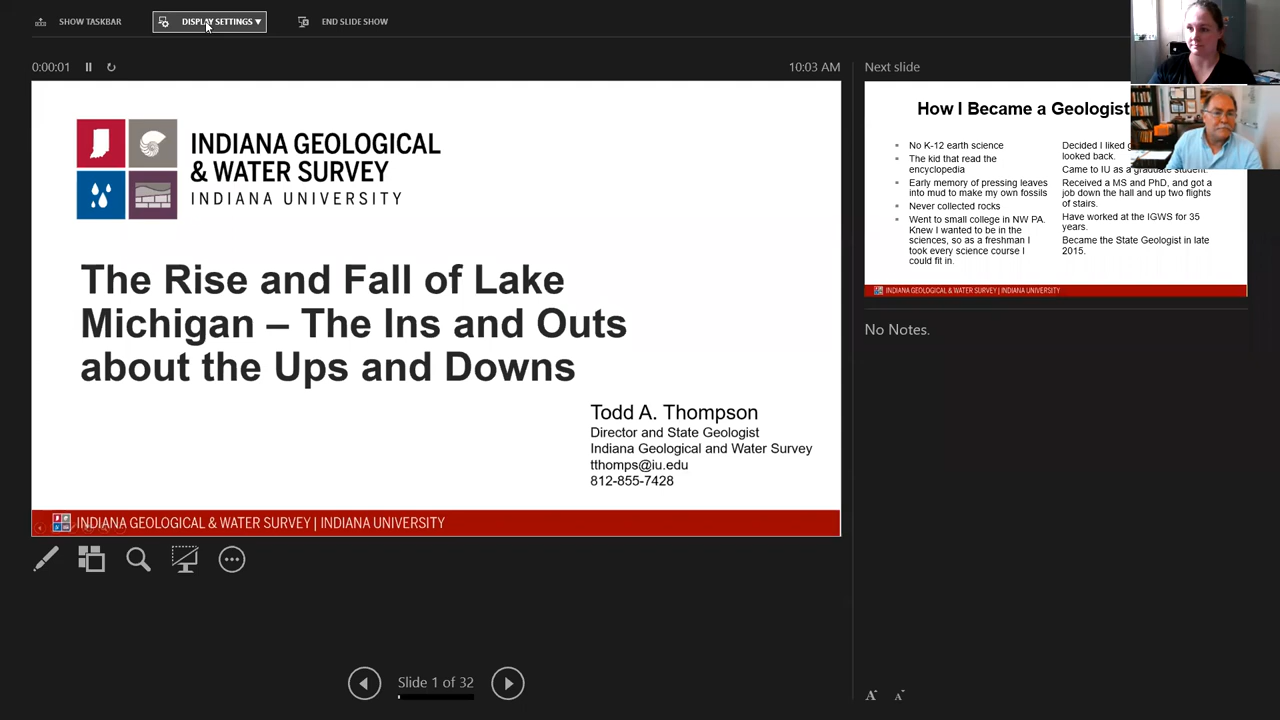 SHOW TASKBAR
DISPLAY SETTINGS ▼
END SLIDE SHOW
0:00:01
10:03 AM
INDIANA GEOLOGICAL
& WATER SURVEY
INDIANA UNIVERSITY
The Rise and Fall of Lake
Michigan – The Ins and Outs
about the Ups and Downs
Todd A. Thompson
Director and State Geologist
Indiana Geological and Water Survey
tthomps@iu.edu
812-855-7428
INDIANA GEOLOGICAL & WATER SURVEY | INDIANA UNIVERSITY
Slide 1 of 32
Next slide
How I Became a Geologist
▪ No K-12 earth science
▪ The kid that read the
encyclopedia
▪ Early memory of pressing leaves
into mud to make my own fossils
▪ Never collected rocks
▪ Went to small college in NW PA.
Knew I wanted to be in the
sciences, so as a freshman I
took every science course I
could fit in.
Decided I liked
looked back.
Came to IU as a graduate student.
Received a MS and PhD, and got a
job down the hall and up two flights
of stairs.
Have worked at the IGWS for 35
years.
Became the State Geologist in late
2015.
INDIANA GEOLOGICAL & WATER SURVEY | INDIANA UNIVERSITY
No Notes.
A A